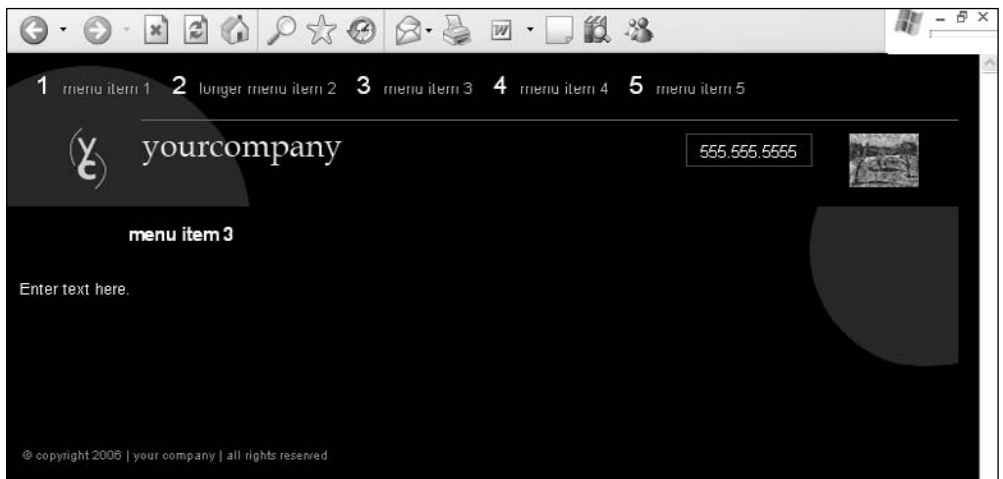 W
1 menu item 1 2 longer menu item 2 3 menu item 3 4 menu item 4 5 menu item 5
yc yourcompany 555.555.5555
menu item 3
Enter text here.
© copyright 2006 | your company | all rights reserved